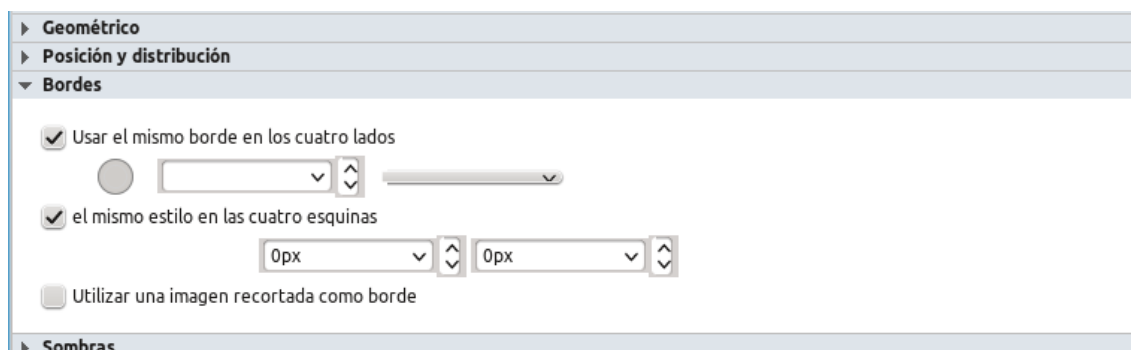 Geométrico
Posición y distribución
Bordes
Usar el mismo borde en los cuatro lados
el mismo estilo en las cuatro esquinas
0px 0px
Utilizar una imagen recortada como borde
Sombras